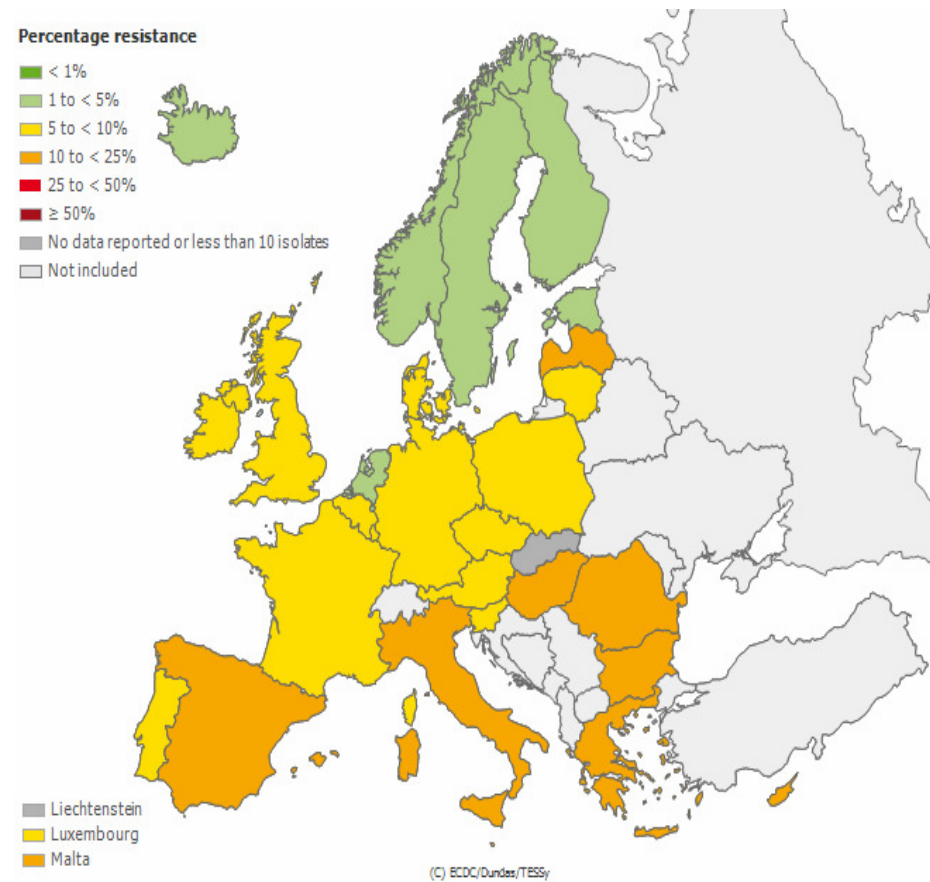 Percentage resistance
< 1%
1 to < 5%
5 to < 10%
10 to < 25%
25 to < 50%
≥ 50%
No data reported or less than 10 isolates
Not included
Liechtenstein
Luxembourg
Malta
(C) ECDC/Dundas/TESSy